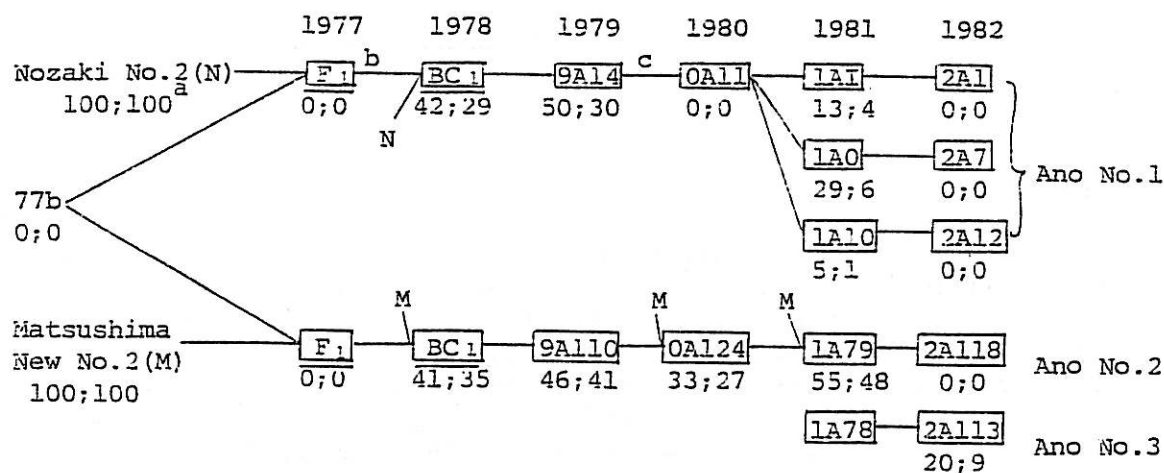 1977 1978 1979 1980 1981 1982
b c
Nozaki No.2(N) F1 BC1 9A14 0A11 1A1 2A1
100;100a 0;0 42;29 50;30 0;0 13;4 0;0
N
1A0 2A7 Ano No.1
77b 29;6 0;0
0;0
1A10 2A12
5;1 0;0
M M M
Matsushima
New No.2(M) F1 BC1 9A110 0A124 1A79 2A118 Ano No.2
100;100 0;0 41;35 46;41 33;27 55;48 0;0
1A78 2A113 Ano No.3
20;9